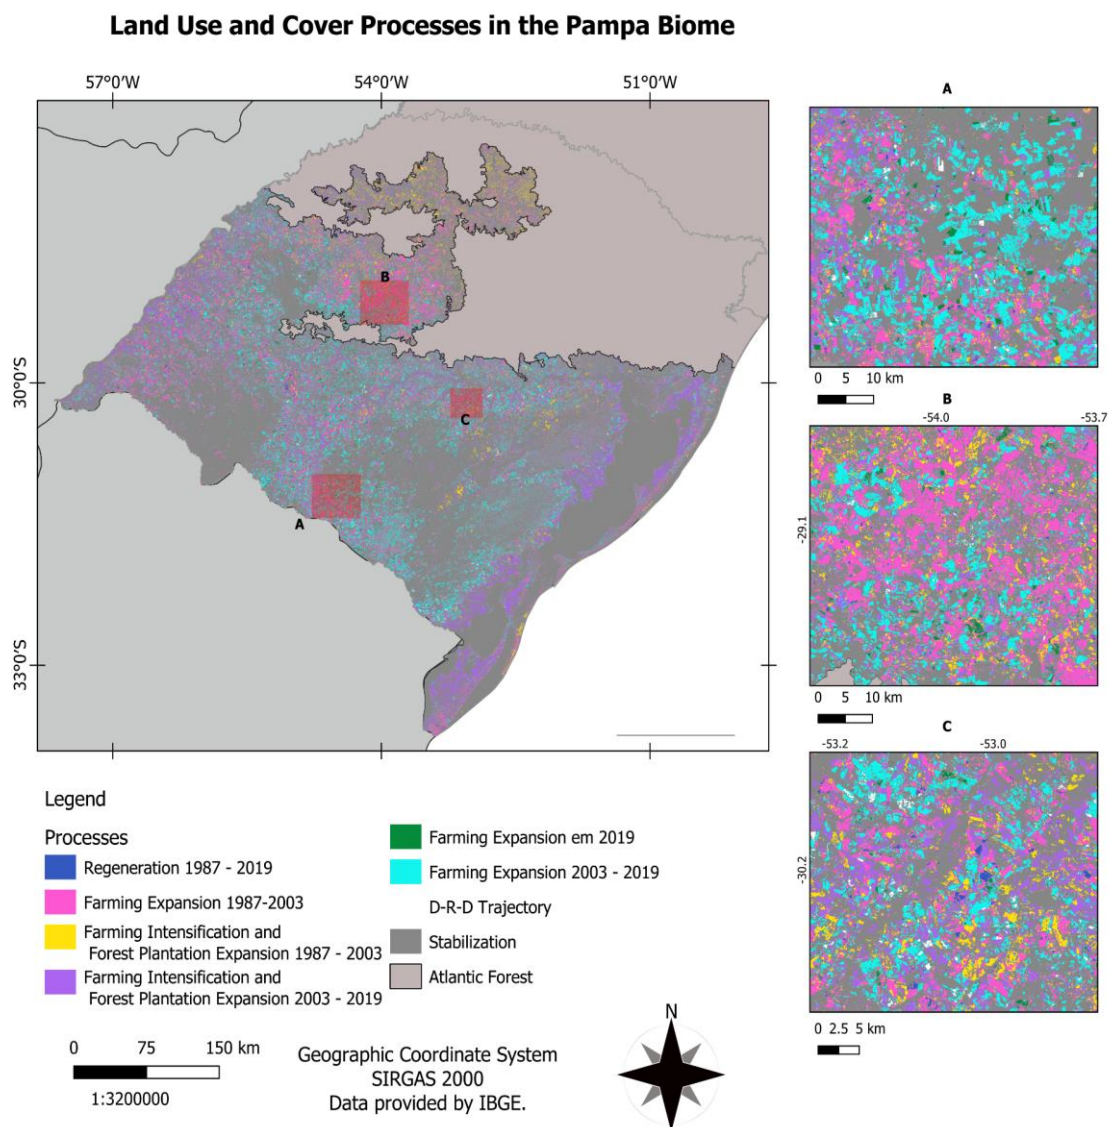 Land Use and Cover Processes in the Pampa Biome
57°0'W
54°0'W
51°0'W
30°0'S
33°0'S
B
C
A
A
0 5 10 km
B
-54.0
-53.7
-29.1
0 5 10 km
C
-53.2
-53.0
-30.2
0 2.5 5 km
Legend
Processes
Regeneration 1987 - 2019
Farming Expansion 1987-2003
Farming Intensification and
Forest Plantation Expansion 1987 - 2003
Farming Intensification and
Forest Plantation Expansion 2003 - 2019
Farming Expansion em 2019
Farming Expansion 2003 - 2019
D-R-D Trajectory
Stabilization
Atlantic Forest
0 75 150 km
1:3200000
Geographic Coordinate System
SIRGAS 2000
Data provided by IBGE.
N